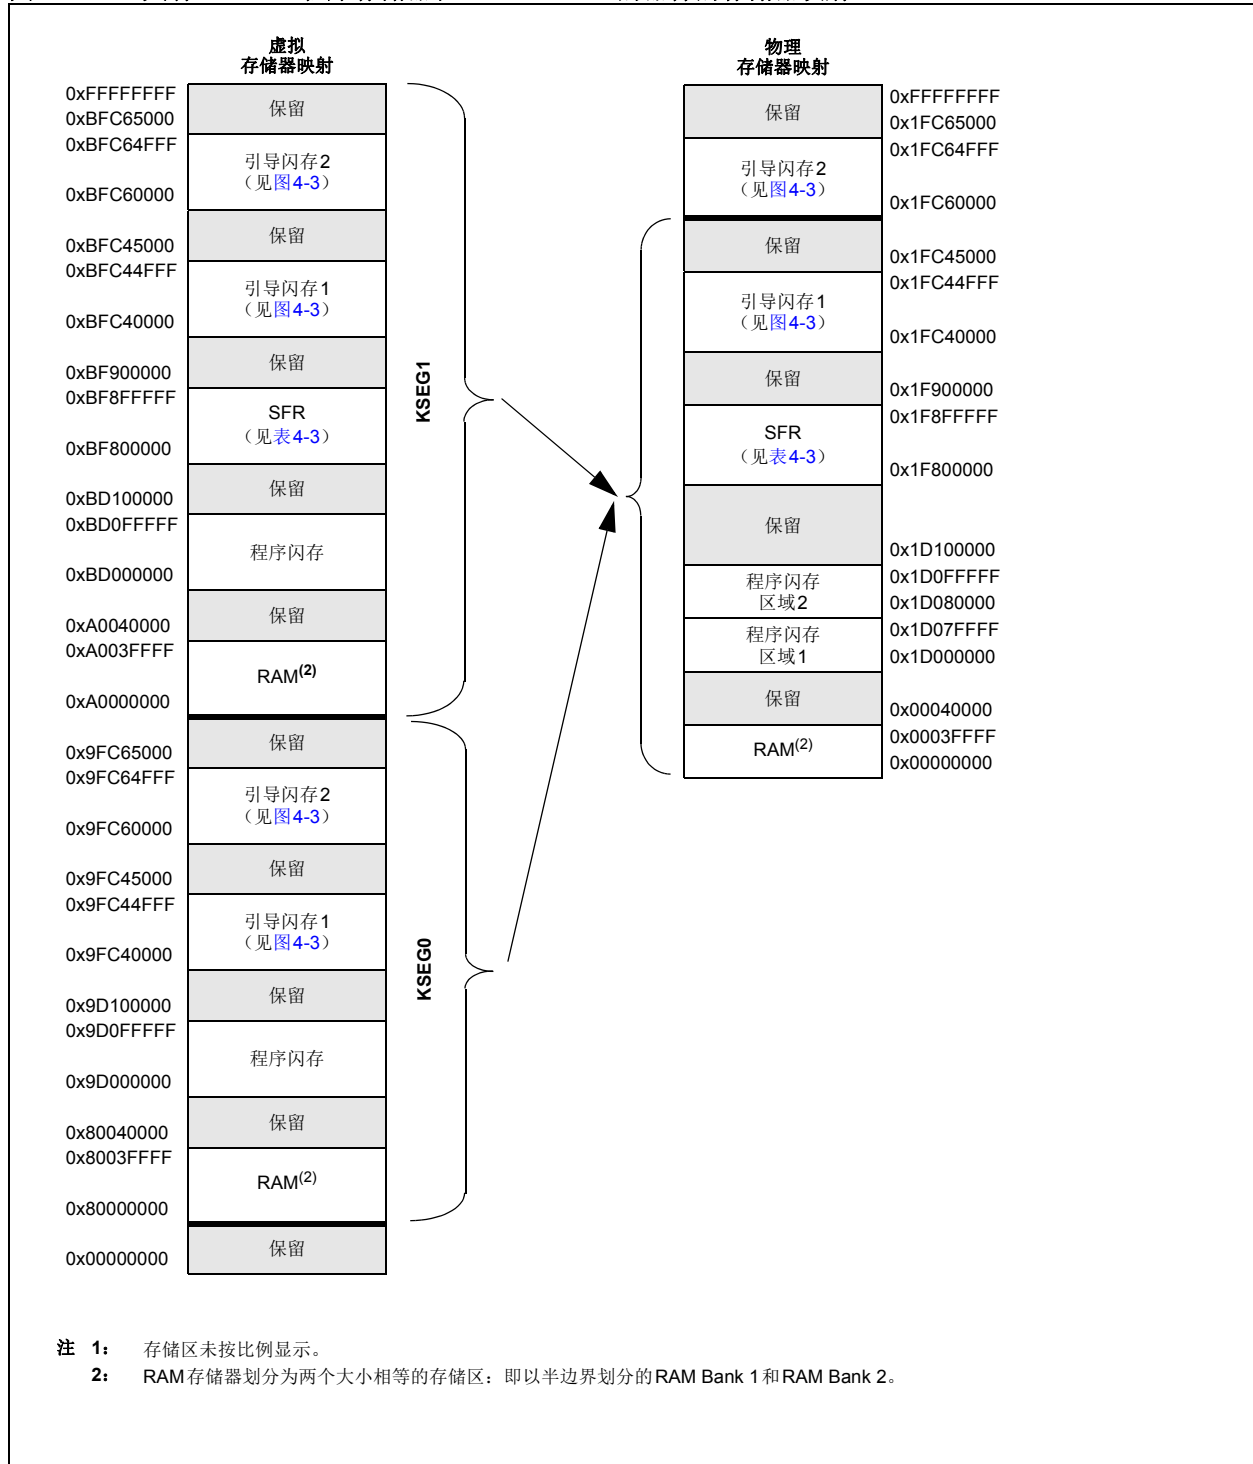 虚拟
存储器映射
0xFFFFFFFF
保留
0xBFC65000
0xBFC64FFF
引导闪存2
（见图4-3）
0xBFC60000
保留
0xBFC45000
0xBFC44FFF
引导闪存1
（见图4-3）
0xBFC40000
保留
0xBF900000
0xBF8FFFFF
SFR
（见表4-3）
0xBF800000
保留
0xBD100000
0xBD0FFFFF
程序闪存
0xBD000000
保留
0xA0040000
0xA003FFFF
RAM(2)
0xA0000000
KSEG1
保留
0x9FC65000
0x9FC64FFF
引导闪存2
（见图4-3）
0x9FC60000
保留
0x9FC45000
0x9FC44FFF
引导闪存1
（见图4-3）
0x9FC40000
保留
0x9D100000
0x9D0FFFFF
程序闪存
0x9D000000
保留
0x80040000
0x8003FFFF
RAM(2)
0x80000000
KSEG0
保留
0x00000000
物理
存储器映射
0xFFFFFFFF
保留
0x1FC65000
0x1FC64FFF
引导闪存2
（见图4-3）
0x1FC60000
保留
0x1FC45000
0x1FC44FFF
引导闪存1
（见图4-3）
0x1FC40000
保留
0x1F900000
0x1F8FFFFF
SFR
（见表4-3）
0x1F800000
保留
0x1D100000
0x1D0FFFFF
程序闪存
区域2
0x1D080000
0x1D07FFFF
程序闪存
区域1
0x1D000000
保留
0x00040000
0x0003FFFF
RAM(2)
0x00000000
注 1： 存储区未按比例显示。
2： RAM存储器划分为两个大小相等的存储区：即以半边界划分的RAM Bank 1和RAM Bank 2。